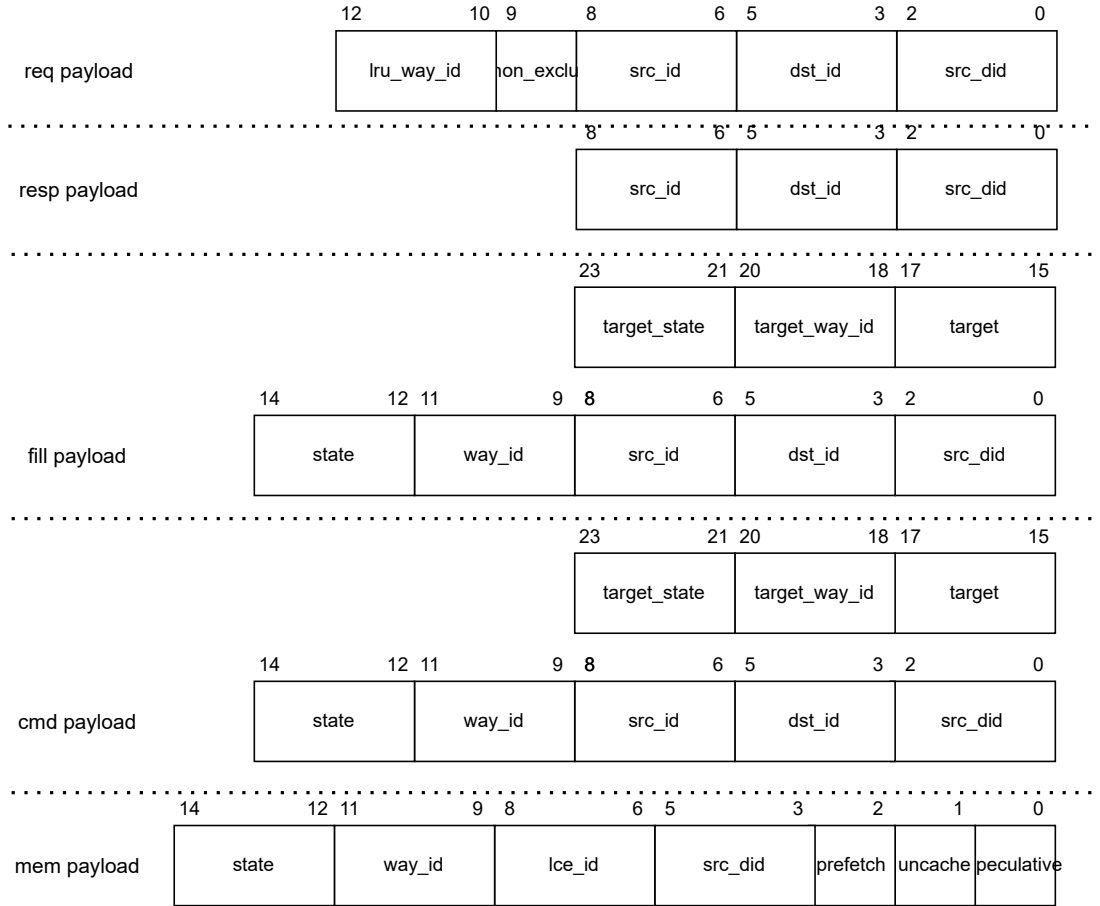 12 10 9 8 6 5 3 2 0
req payload lru_way_id non_exclu src_id dst_id src_did
8 6 5 3 2 0
resp payload src_id dst_id src_did
23 21 20 18 17 15
target_state target_way_id target
14 12 11 9 8 6 5 3 2 0
fill payload state way_id src_id dst_id src_did
23 21 20 18 17 15
target_state target_way_id target
14 12 11 9 8 6 5 3 2 0
cmd payload state way_id src_id dst_id src_did
14 12 11 9 8 6 5 3 2 1 0
mem payload state way_id lce_id src_did prefetch uncache peculative